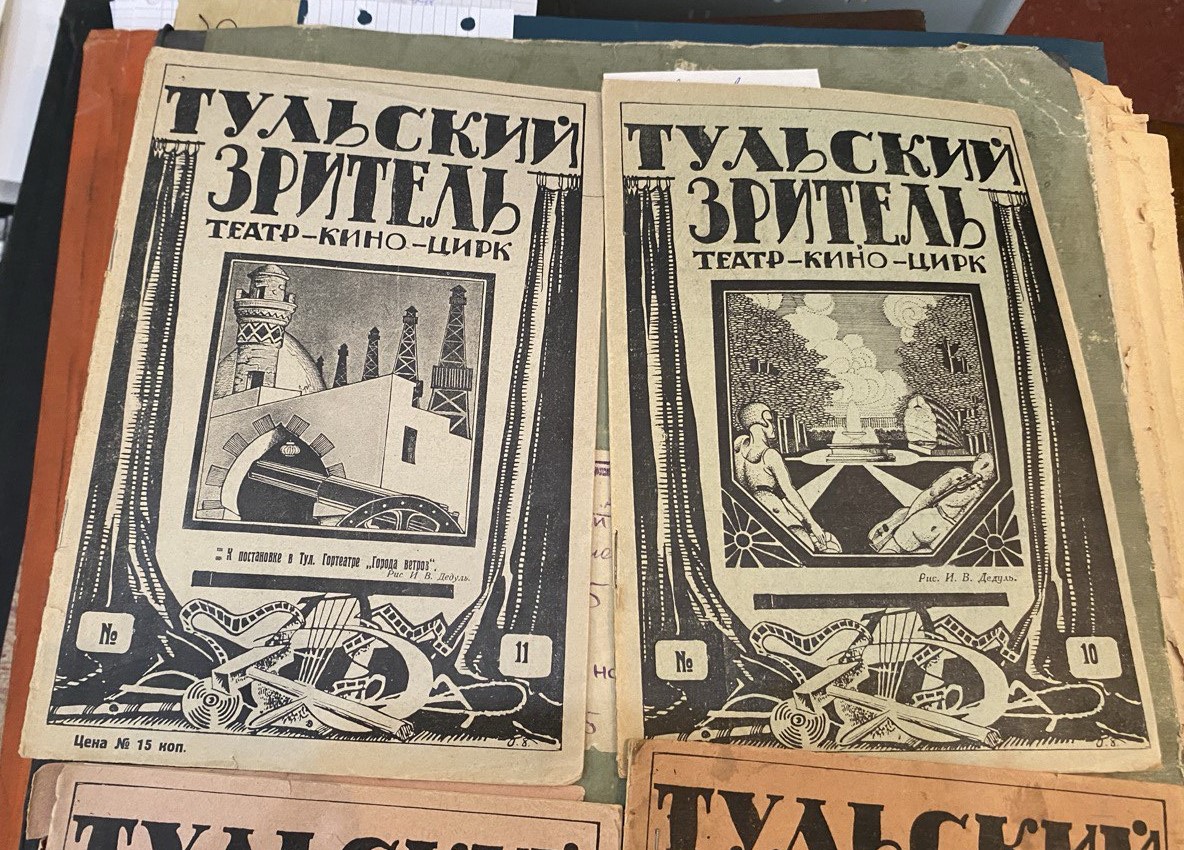 ТУЛЬСКИЙ
ЗРИТЕЛЬ
ТЕАТР-КИНО-ЦИРК
К постановке в Тул. Гортеатре „Города ветров".
Рис И. В. Дедуль.
№ 11
Цена № 15 коп.
ТУЛЬСКИЙ
ЗРИТЕЛЬ
ТЕАТР-КИНО-ЦИРК
Рис. И. В. Дедуль.
№ 10
ТУЛЬСКИЙ
ТУЛЬСКИЙ